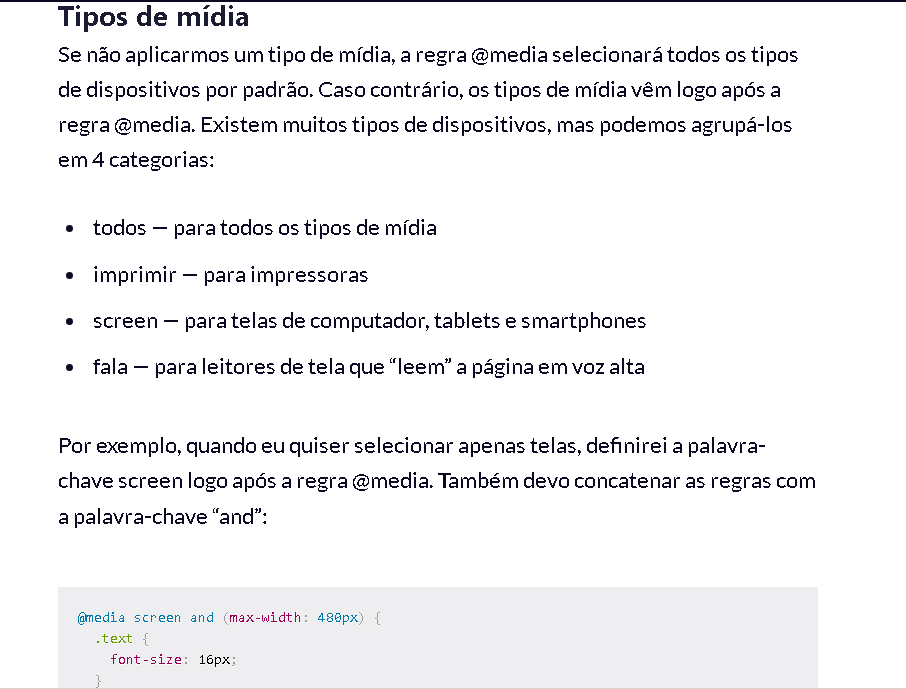 Tipos de mídia
Se não aplicarmos um tipo de mídia, a regra @media selecionará todos os tipos
de dispositivos por padrão. Caso contrário, os tipos de mídia vêm logo após a
regra @media. Existem muitos tipos de dispositivos, mas podemos agrupá-los
em 4 categorias:
• todos — para todos os tipos de mídia
• imprimir — para impressoras
• screen — para telas de computador, tablets e smartphones
• fala — para leitores de tela que “leem” a página em voz alta
Por exemplo, quando eu quiser selecionar apenas telas, definirei a palavra-
chave screen logo após a regra @media. Também devo concatenar as regras com
a palavra-chave “and”:
@media screen and (max-width: 480px) {
  .text {
    font-size: 16px;
  }